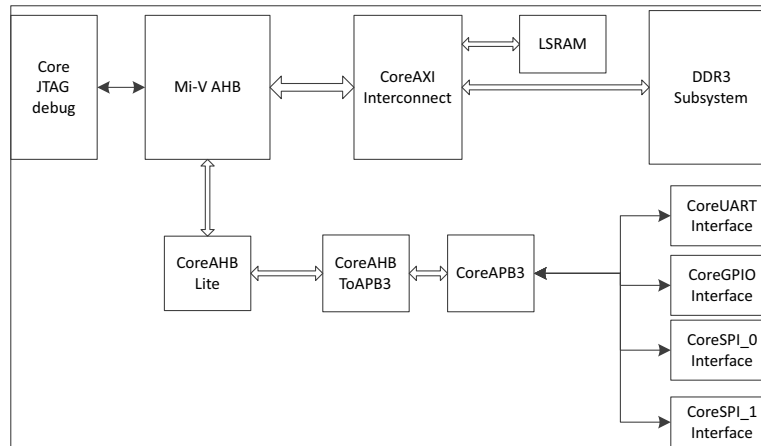 Core
JTAG
debug
Mi-V AHB
CoreAXI
Interconnect
LSRAM
DDR3
Subsystem
CoreAHB
Lite
CoreAHB
ToAPB3
CoreAPB3
CoreUART
Interface
CoreGPIO
Interface
CoreSPI_0
Interface
CoreSPI_1
Interface